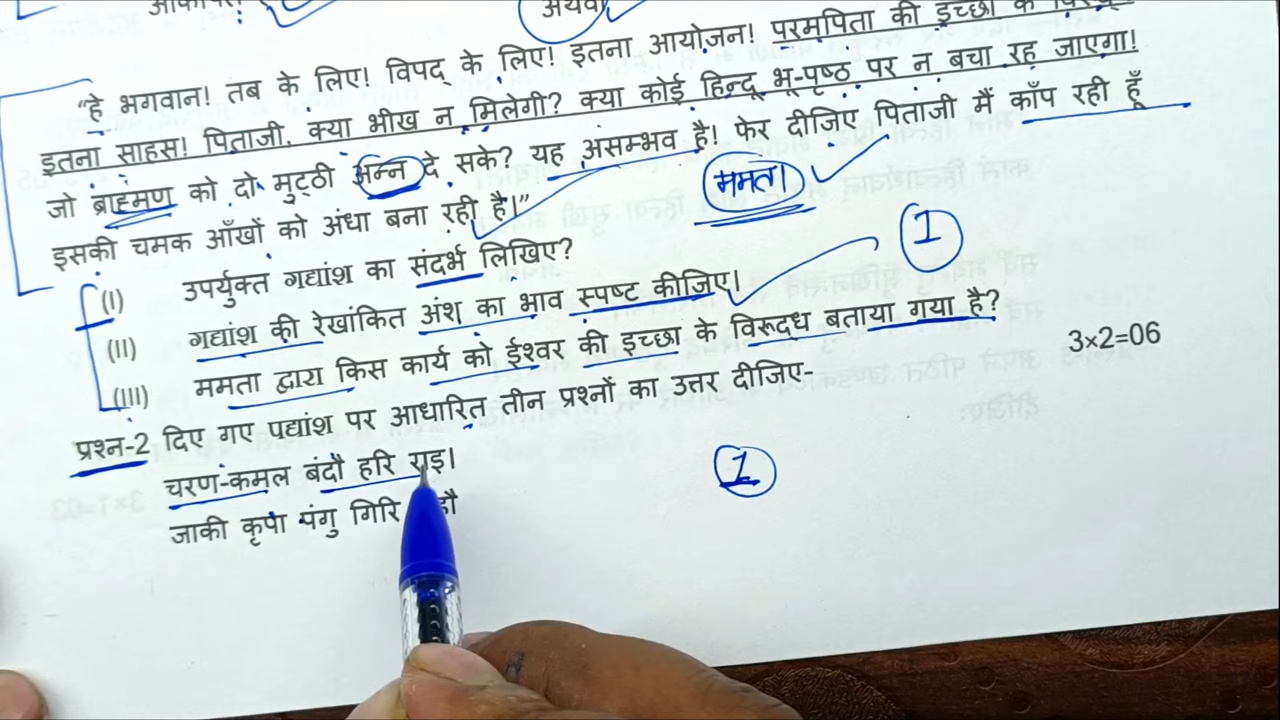 अथवा
"हे भगवान! तब के लिए! विपद् के लिए! इतना आयोजन! परमपिता की इच्छा के
इतना साहस! पिताजी, क्या भीख न मिलेगी? क्या कोई हिन्दू भू-पृष्ठ पर न बचा रह जाएगा!
जो ब्राह्मण को दो मुट्ठी अन्न दे सके? यह असम्भव है! फेर दीजिए पिताजी मैं काँप रही हूँ
इसकी चमक आँखों को अंधा बना रही है।" ममता
(I) उपर्युक्त गद्यांश का संदर्भ लिखिए? 1
(II) गद्यांश की रेखांकित अंश का भाव स्पष्ट कीजिए।
(III) ममता द्वारा किस कार्य को ईश्वर की इच्छा के विरूद्ध बताया गया है?
प्रश्न-2 दिए गए पद्यांश पर आधारित तीन प्रश्नों का उत्तर दीजिए- 3×2=06
चरण-कमल बंदौ हरि राइ। 1
जाकी कृपा पंगु गिरि